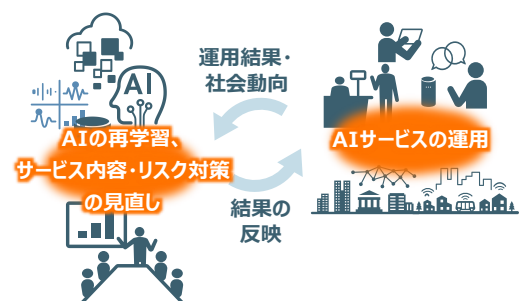 AI
運用結果・
社会動向
AIの再学習、
サービス内容・リスク対策
の見直し
AIサービスの運用
結果の
反映